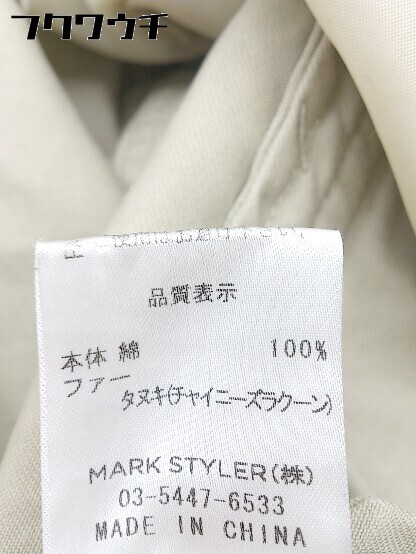 フクワウチ
品質表示
本体 綿 100%
ファー
タヌキ(チャイニーズラクーン)
MARK STYLER(株)
03-5447-6533
MADE IN CHINA